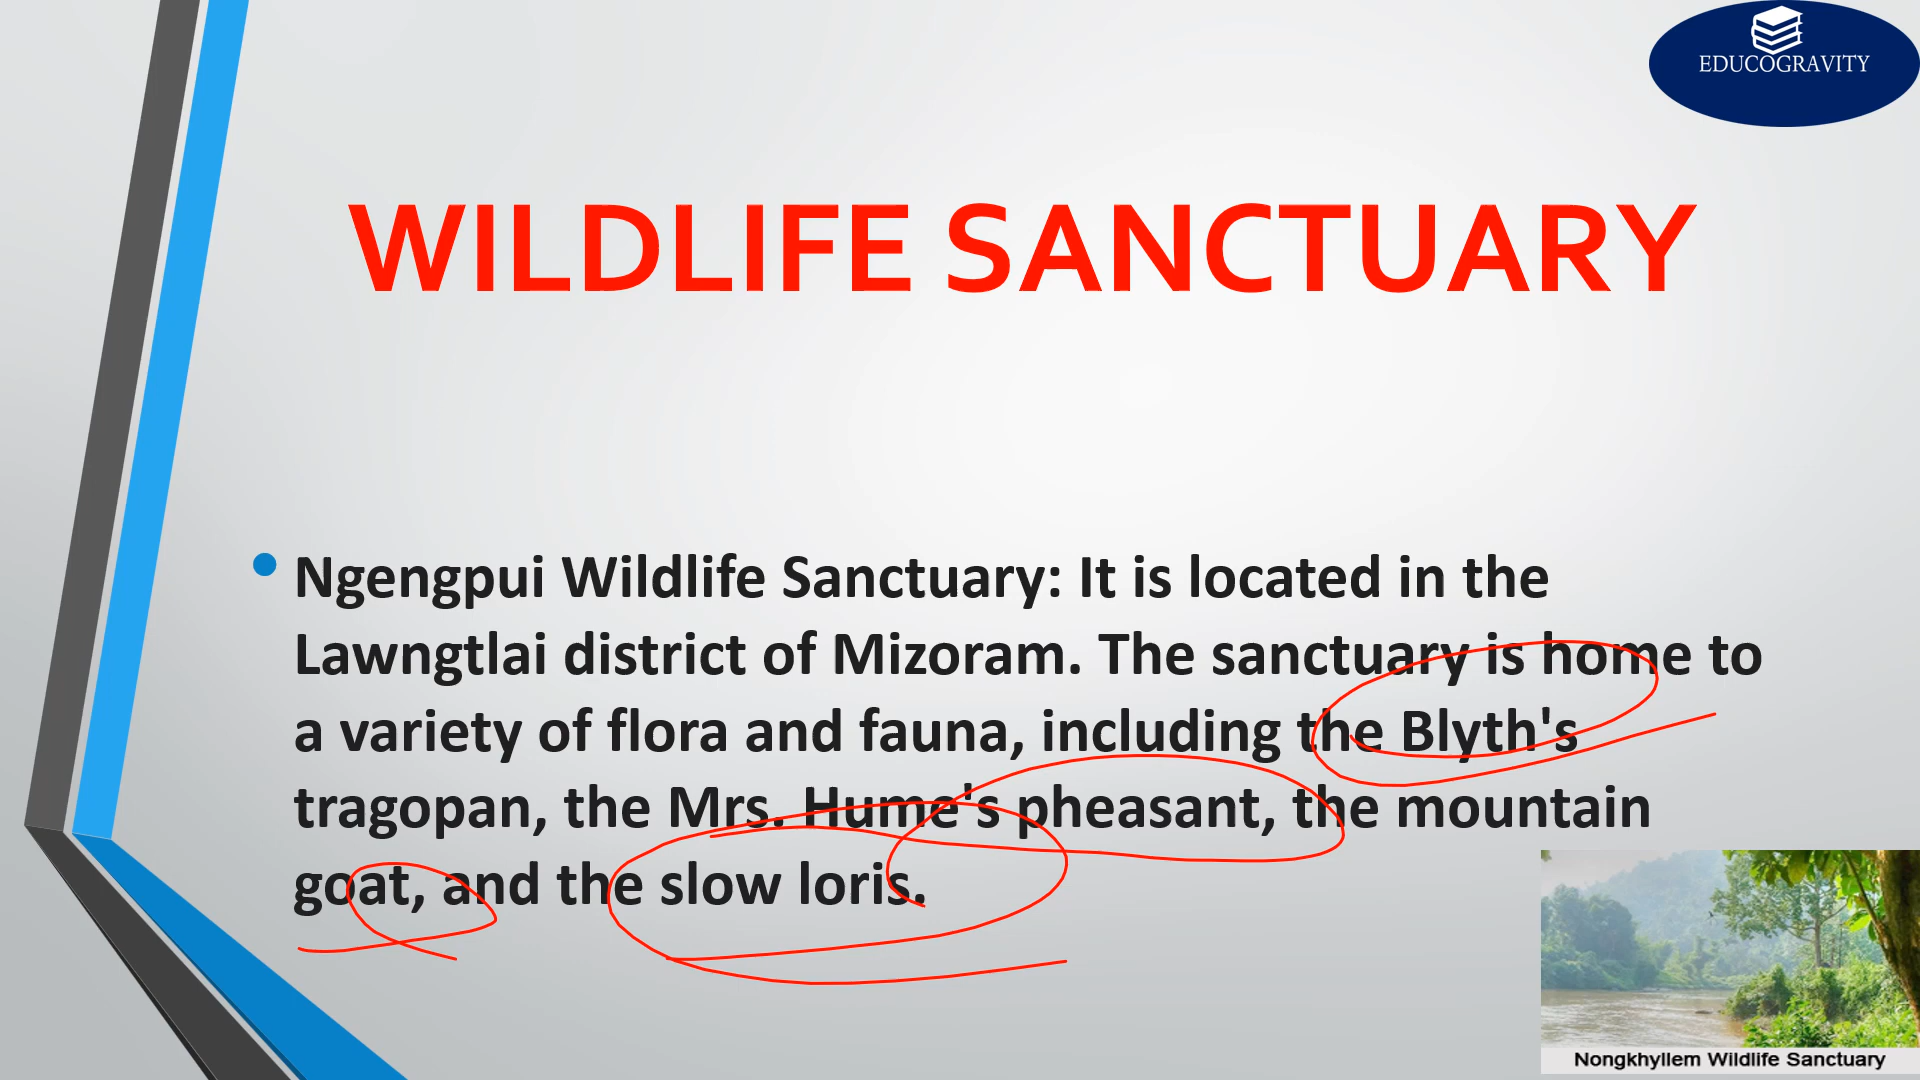 EDUCOGRAVITY
WILDLIFE SANCTUARY
• Ngengpui Wildlife Sanctuary: It is located in the
Lawngtlai district of Mizoram. The sanctuary is home to
a variety of flora and fauna, including the Blyth's
tragopan, the Mrs. Hume's pheasant, the mountain
goat, and the slow loris.
Nongkhyllem Wildlife Sanctuary